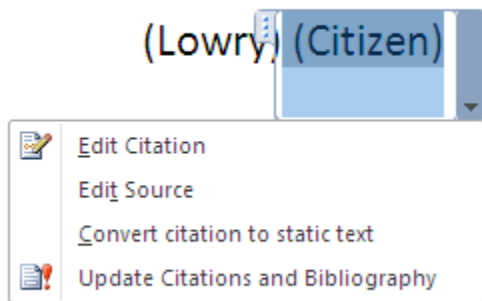 (Lowry) (Citizen)
Edit Citation
Edit Source
Convert citation to static text
Update Citations and Bibliography